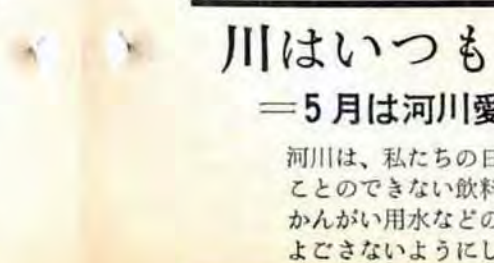 川はいつも
＝5月は河川愛
河川は、私たちの日
ことのできない飲料
かんがい用水などの
よごさないようにし